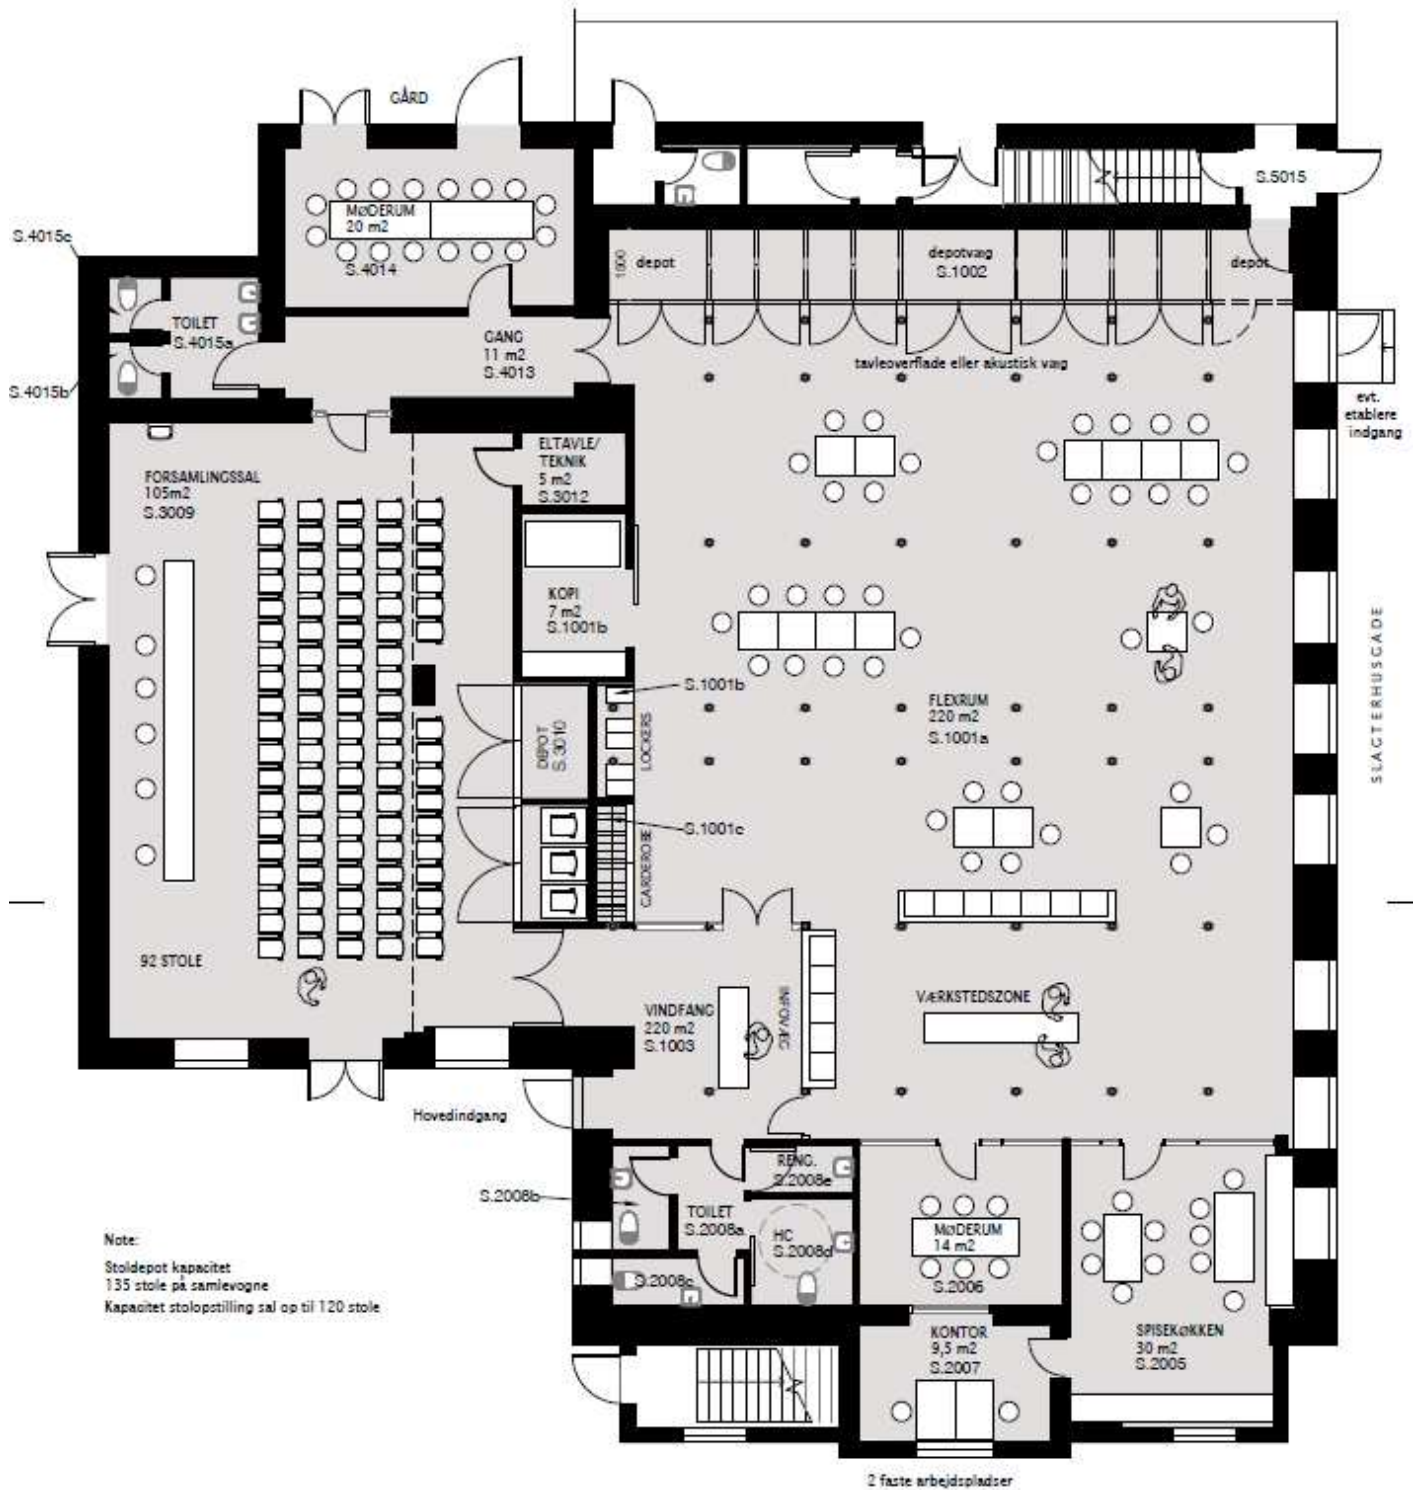 GÅRD
MØDERUM
20 m2
S.4014
S.5015
S.4015c
depot
1800
depotvæg
S.1002
depot
TOILET
S.4015a
GANG
11 m2
S.4013
S.4015b
tavleoverflade eller akustisk væg
evt.
etablere
indgang
ELTAVLE/
TEKNIK
5 m2
S.3012
FORSAMLINGSSAL
105m2
S.3009
KOPI
7 m2
S.1001b
SLAGTERHUSGADE
S.1001b
FLEXRUM
220 m2
S.1001a
DEPOT
S.3010
LOCKERS
S.1001c
GARDEROBE
92 STOLE
VINDFANG
220 m2
S.1003
INFOVÆG
VÆRKSTEDSZONE
Hovedindgang
RENG.
S.2008e
S.2008b
TOILET
S.2008a
HC
S.2008d
MØDERUM
14 m2
S.2006
S.2008c
Note:
Stoldepot kapacitet
135 stole på samlevogne
Kapacitet stolopstilling sal op til 120 stole
KONTOR
9,5 m2
S.2007
SPISEKØKKEN
30 m2
S.2005
2 faste arbejdspladser